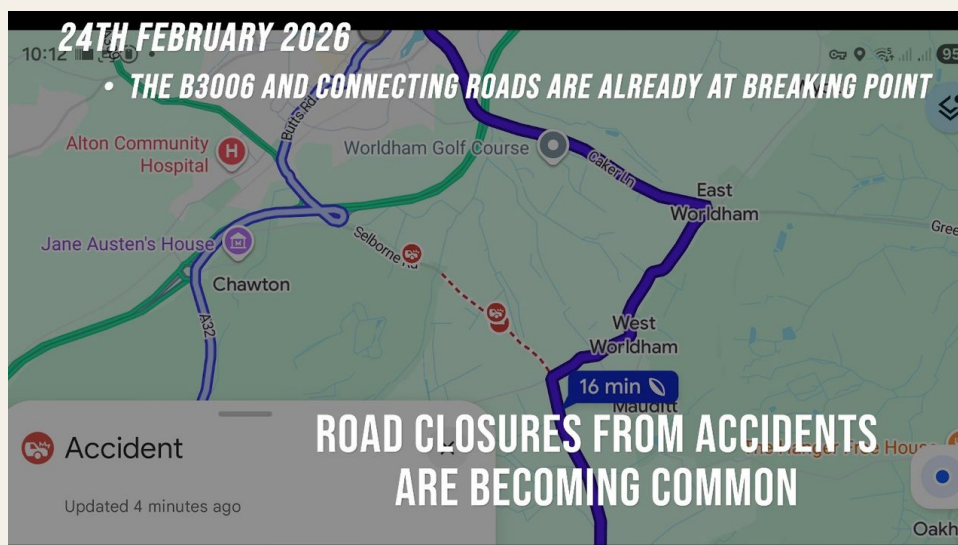 24TH FEBRUARY 2026
10:12
• THE B3006 AND CONNECTING ROADS ARE ALREADY AT BREAKING POINT
Butts Rd
Alton Community
Hospital
H
Worldham Golf Course
Caker Ln
East
Worldham
Jane Austen's House
Selborne
Chawton
A32
West
Worldham
16 min
ROAD CLOSURES FROM ACCIDENTS
ARE BECOMING COMMON
Accident
Updated 4 minutes ago
Oakh